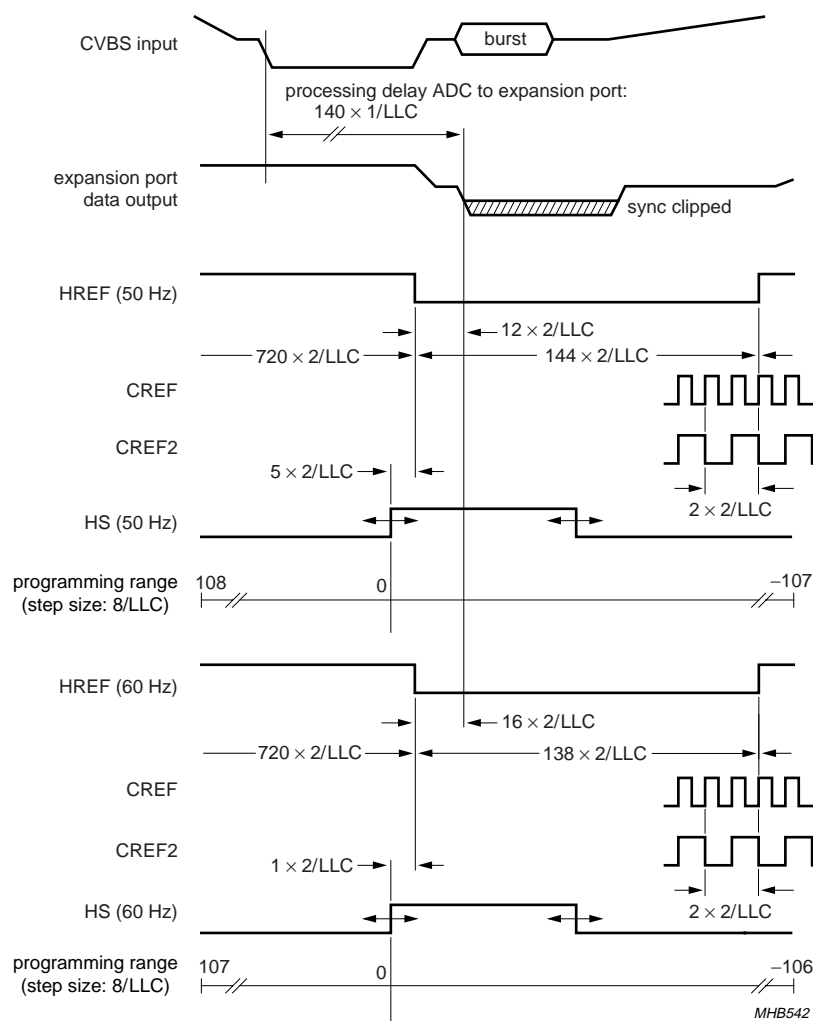 CVBS input
burst
processing delay ADC to expansion port:
140 × 1/LLC
expansion port
data output
sync clipped
HREF (50 Hz)
12 × 2/LLC
720 × 2/LLC
144 × 2/LLC
CREF
CREF2
5 × 2/LLC
2 × 2/LLC
HS (50 Hz)
programming range
(step size: 8/LLC)
108
0
−107
HREF (60 Hz)
16 × 2/LLC
720 × 2/LLC
138 × 2/LLC
CREF
CREF2
1 × 2/LLC
2 × 2/LLC
HS (60 Hz)
programming range
(step size: 8/LLC)
107
0
−106
MHB542